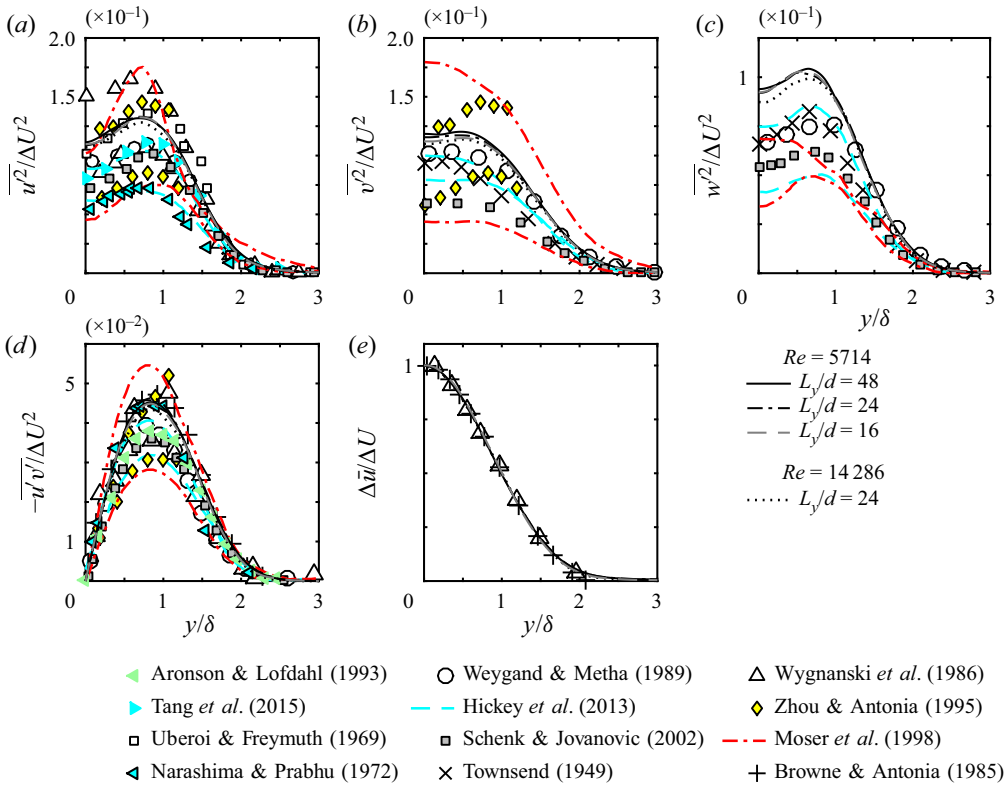 (×10⁻¹) (×10⁻¹) (×10⁻¹)
(a) (b) (c)
2.0 2.0
1.5 1.5 1
u′²/ΔU² v′²/ΔU² w′²/ΔU²
0 1 2 3 0 1 2 3 0 1 2 3
y/δ
(×10⁻²)
(d) (e)
5 1
−u′v′/ΔU² Δū/ΔU
1
0 1 2 3 0 1 2 3
y/δ y/δ
Re = 5714
L_y/d = 48
L_y/d = 24
L_y/d = 16
Re = 14 286
L_y/d = 24
Aronson & Lofdahl (1993) Weygand & Metha (1989) Wygnanski et al. (1986)
Tang et al. (2015) Hickey et al. (2013) Zhou & Antonia (1995)
Uberoi & Freymuth (1969) Schenk & Jovanovic (2002) Moser et al. (1998)
Narashima & Prabhu (1972) Townsend (1949) Browne & Antonia (1985)